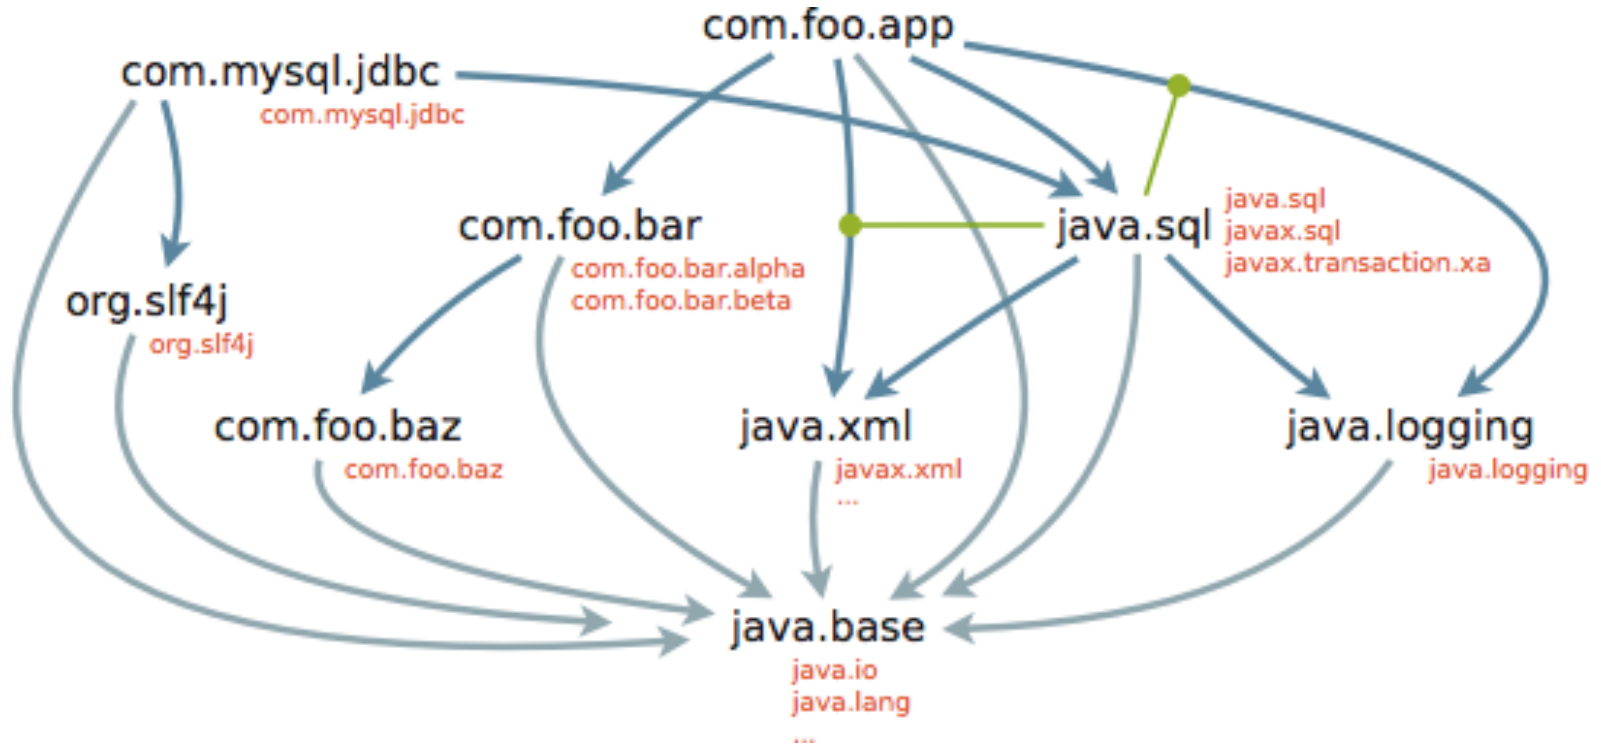 com.foo.app
com.mysql.jdbc
com.mysql.jdbc
com.foo.bar
com.foo.bar.alpha
com.foo.bar.beta
java.sql
java.sql
javax.sql
javax.transaction.xa
org.slf4j
org.slf4j
com.foo.baz
com.foo.baz
java.xml
javax.xml
...
java.logging
java.logging
java.base
java.io
java.lang
...